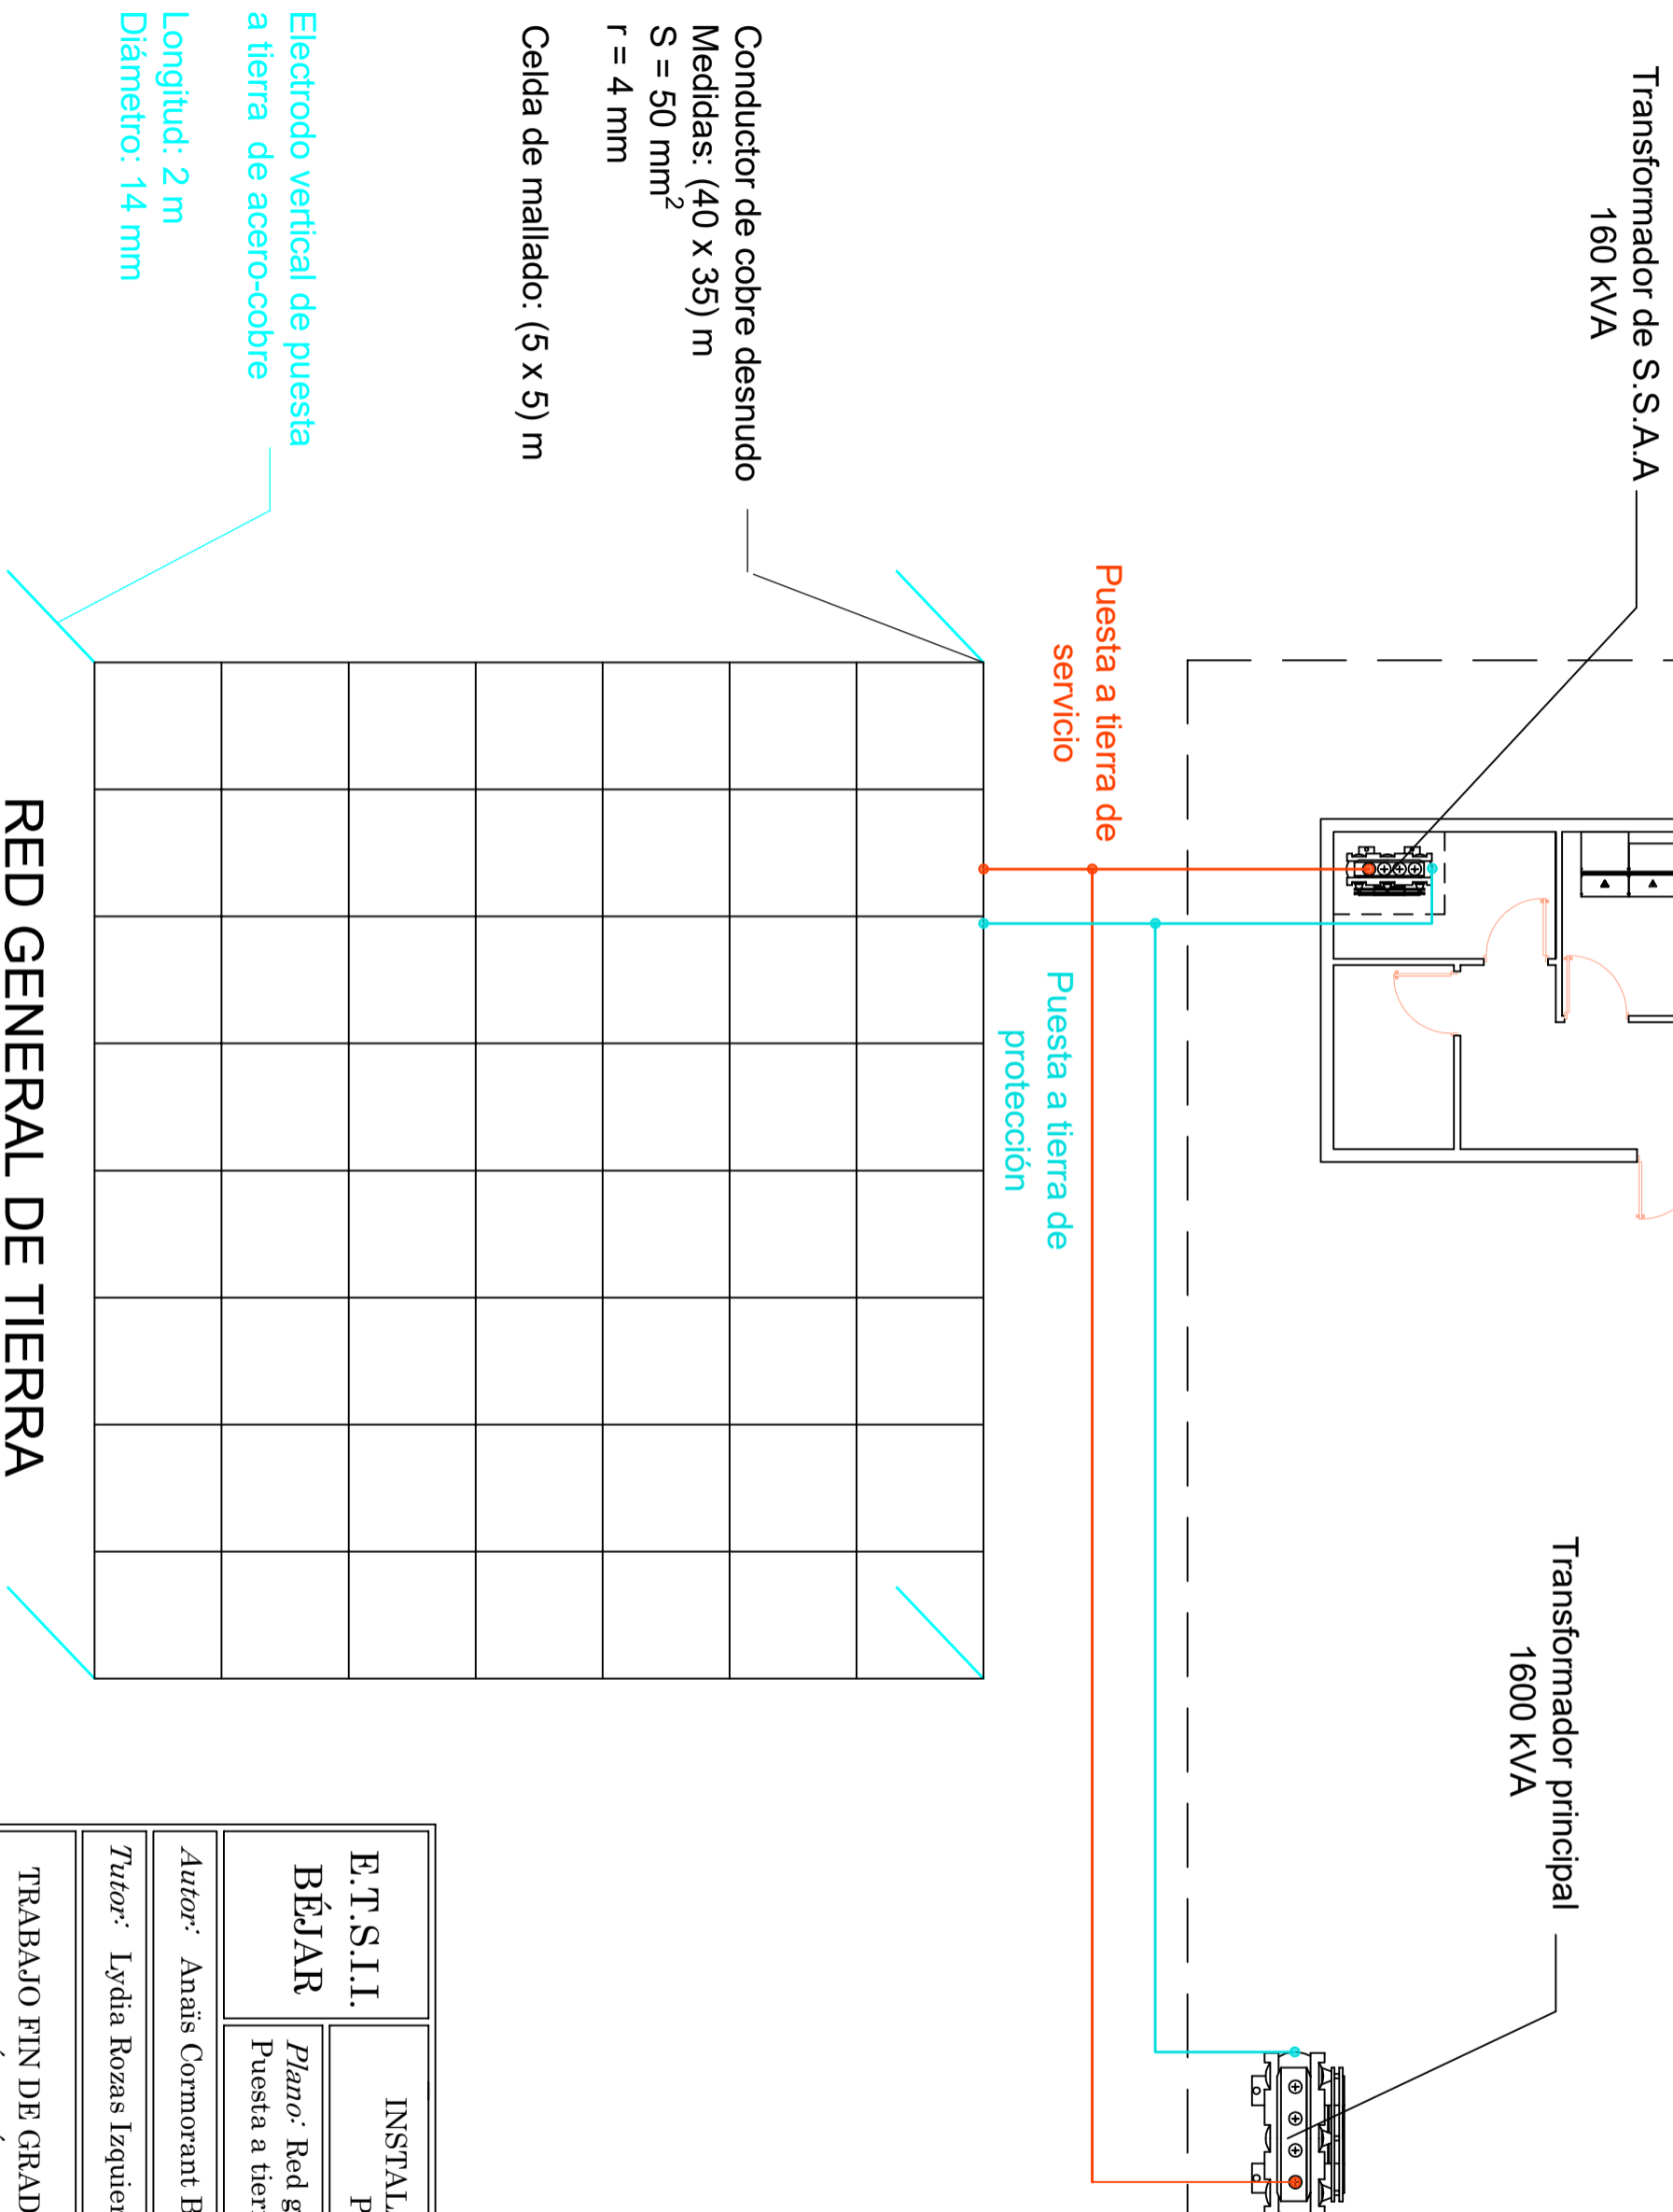 Transformador de S.S.A.A
160 kVA
Transformador principal
1600 kVA
Puesta a tierra de
servicio
Puesta a tierra de
protección
Conductor de cobre desnudo
Medidas: (40 x 35) m
S = 50 mm²
r = 4 mm
Celda de mallado: (5 x 5) m
Electrodo vertical de puesta
a tierra de acero-cobre
Longitud: 2 m
Diámetro: 14 mm
RED GENERAL DE TIERRA
E.T.S.I.I.
BÉJAR
Plano: Red g
Puesta a tier
Autor: Anaïs Cormorant
Tutor: Lydia Rozas Izquier
TRABAJO FIN DE GRAD